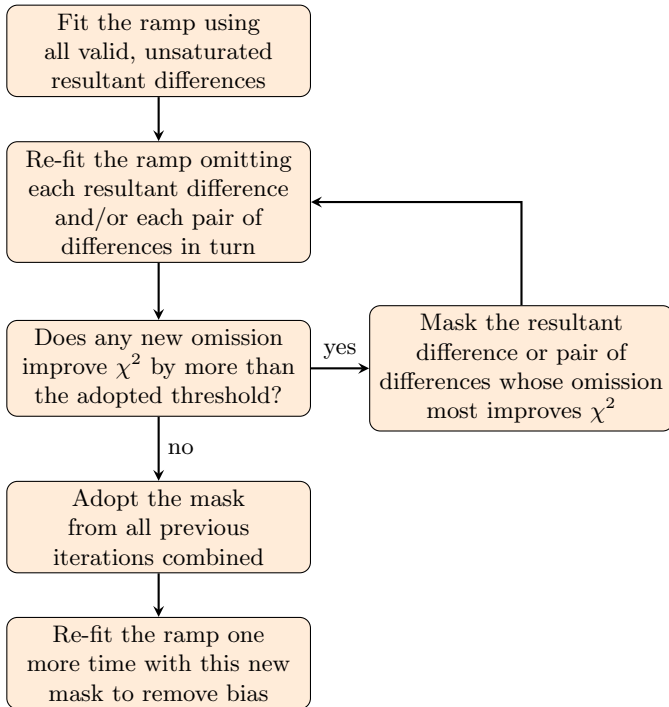 Fit the ramp using
all valid, unsaturated
resultant differences
Re-fit the ramp omitting
each resultant difference
and/or each pair of
differences in turn
Does any new omission
improve χ² by more than
the adopted threshold?
yes
Mask the resultant
difference or pair of
differences whose omission
most improves χ²
no
Adopt the mask
from all previous
iterations combined
Re-fit the ramp one
more time with this new
mask to remove bias